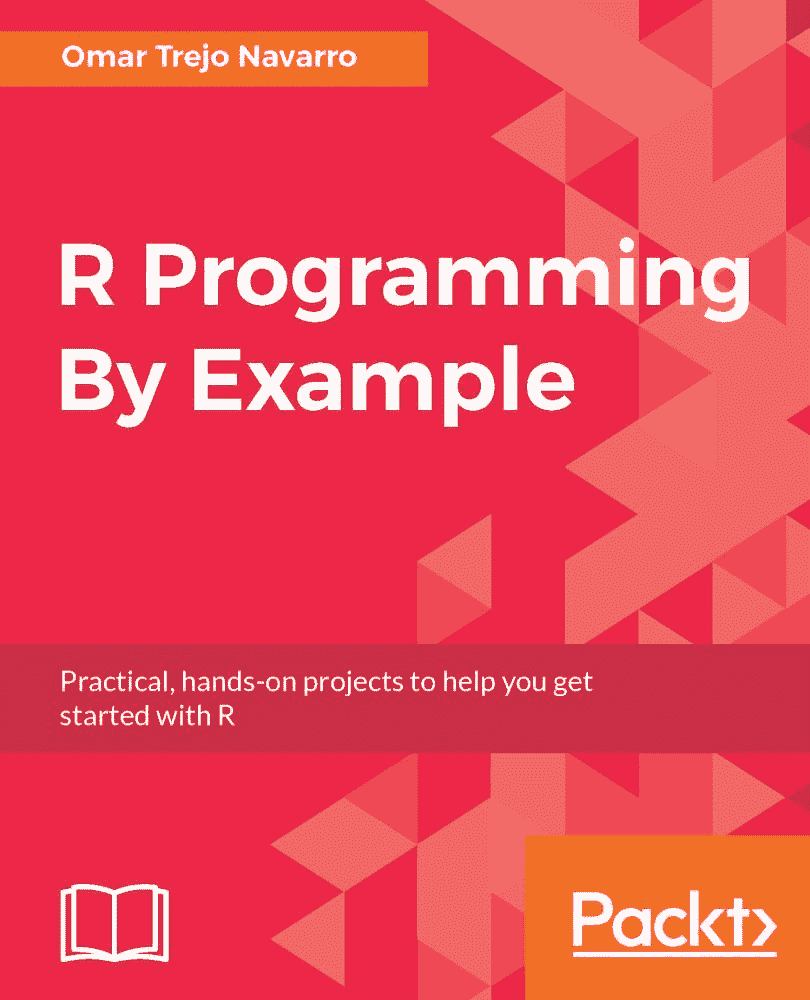 Omar Trejo Navarro
R Programming
By Example
Practical, hands-on projects to help you get
started with R
Packt>